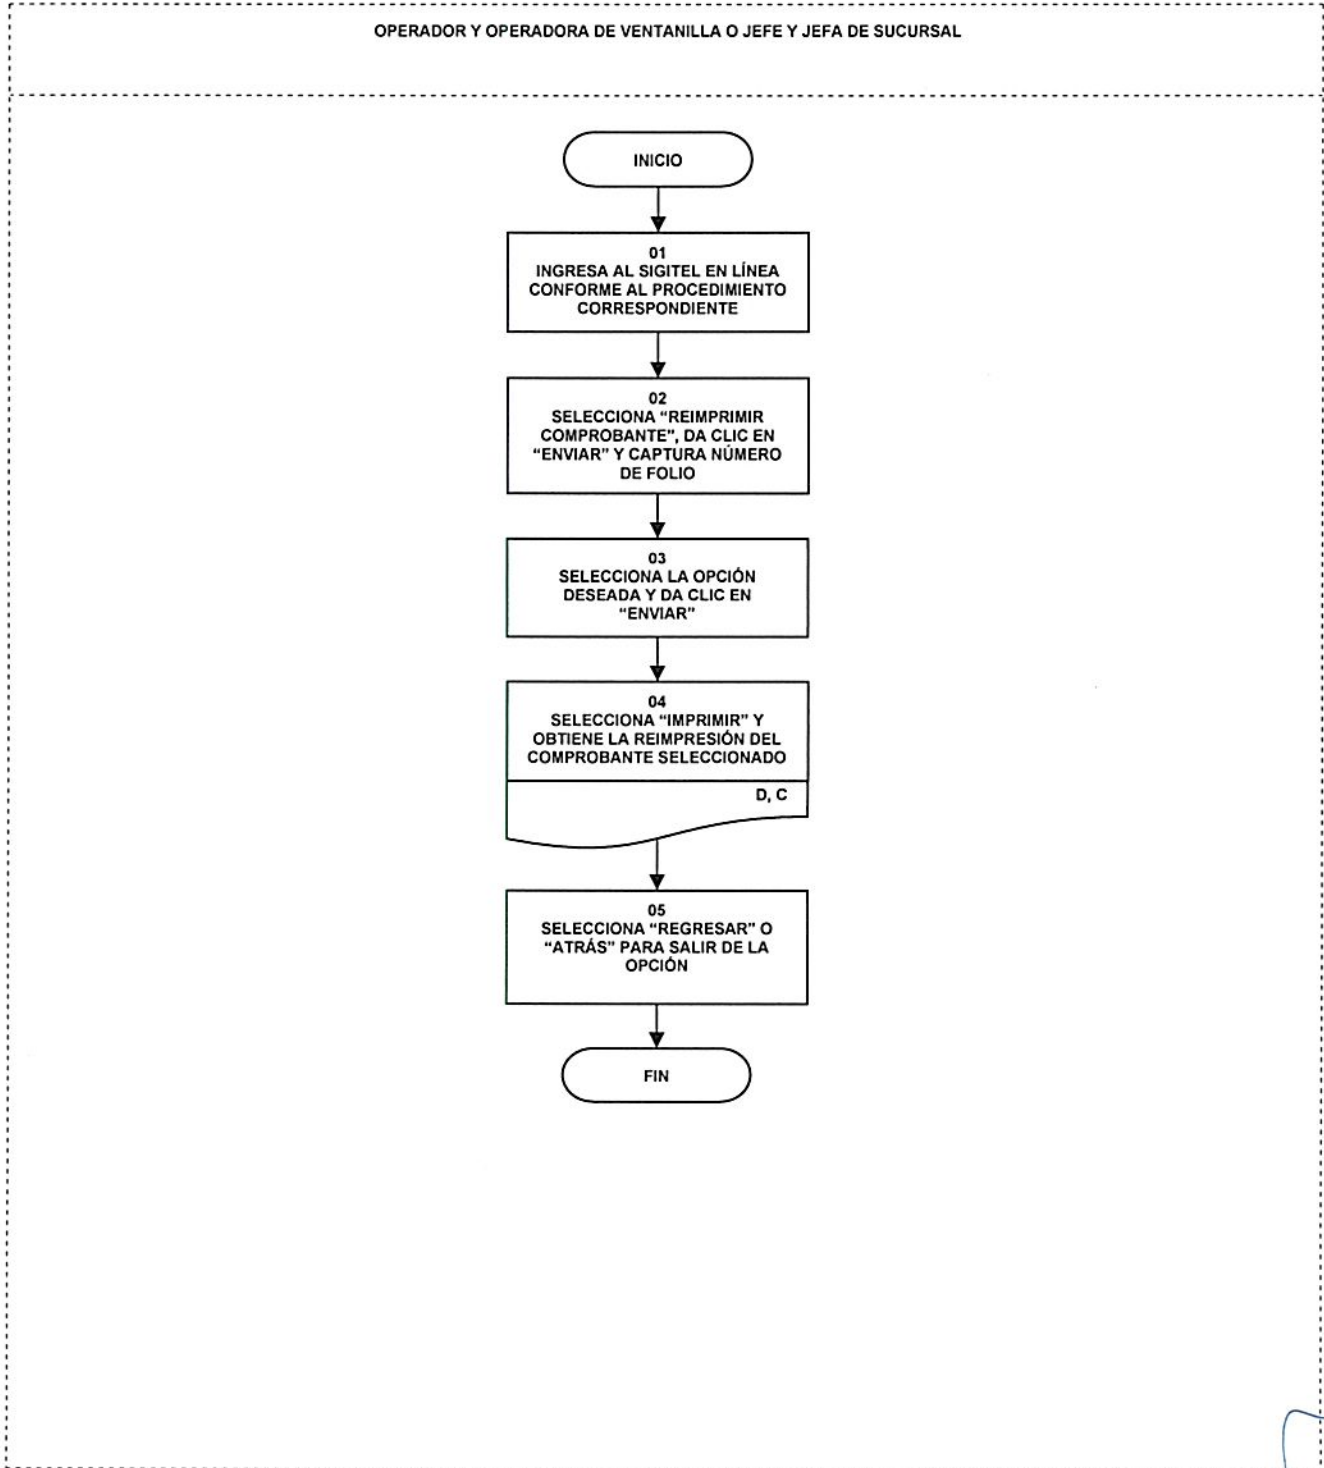 OPERADOR Y OPERADORA DE VENTANILLA O JEFE Y JEFA DE SUCURSAL
INICIO
01
INGRESA AL SIGITEL EN LÍNEA
CONFORME AL PROCEDIMIENTO
CORRESPONDIENTE
02
SELECCIONA “REIMPRIMIR
COMPROBANTE”, DA CLIC EN
“ENVIAR” Y CAPTURA NÚMERO
DE FOLIO
03
SELECCIONA LA OPCIÓN
DESEADA Y DA CLIC EN
“ENVIAR”
04
SELECCIONA “IMPRIMIR” Y
OBTIENE LA REIMPRESIÓN DEL
COMPROBANTE SELECCIONADO
D, C
05
SELECCIONA “REGRESAR” O
“ATRÁS” PARA SALIR DE LA
OPCIÓN
FIN